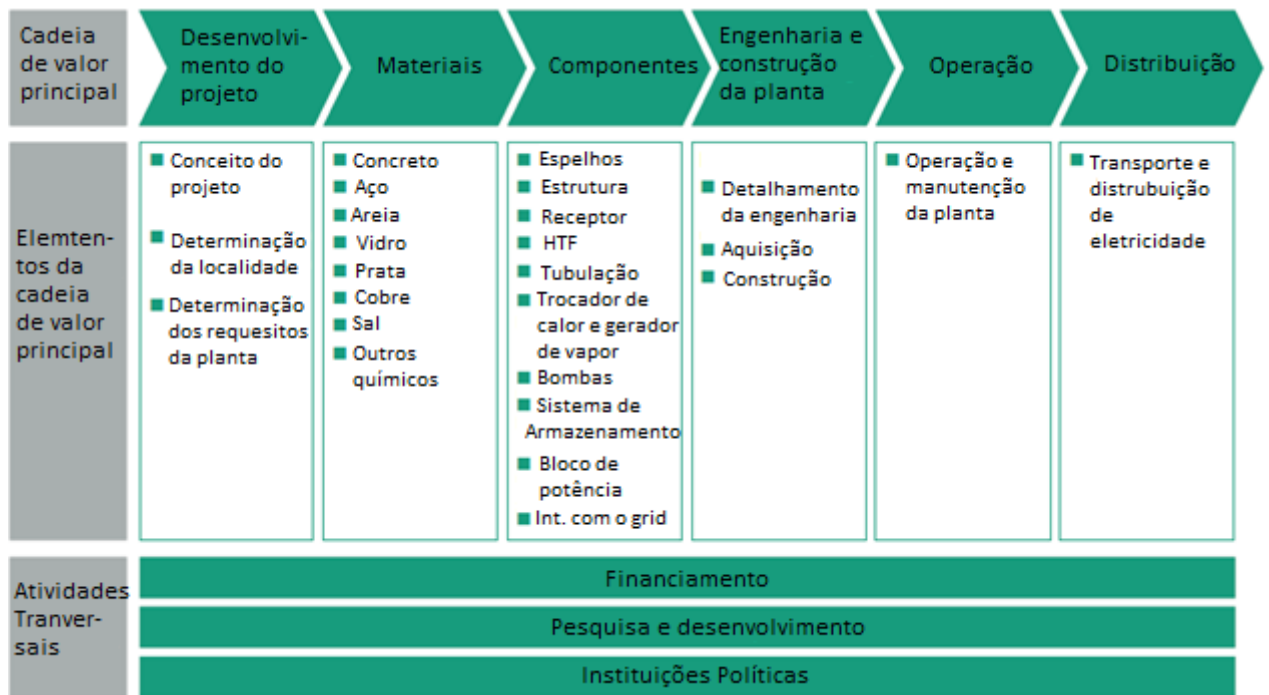 Cadeia
de valor
principal
Desenvolvi-
mento do
projeto
Materiais
Componentes
Engenharia e
construção
da planta
Operação
Distribuição
Elemten-
tos da
cadeia
de valor
principal
Conceito do
projeto
Determinação
da localidade
Determinação
dos requesitos
da planta
Concreto
Aço
Areia
Vidro
Prata
Cobre
Sal
Outros
químicos
Espelhos
Estrutura
Receptor
HTF
Tubulação
Trocador de
calor e gerador
de vapor
Bombas
Sistema de
Armazenamento
Bloco de
potência
Int. com o grid
Detalhamento
da engenharia
Aquisição
Construção
Operação e
manutenção
da planta
Transporte e
distrubuição
de
eletricidade
Atividades
Tranver-
sais
Financiamento
Pesquisa e desenvolvimento
Instituições Políticas